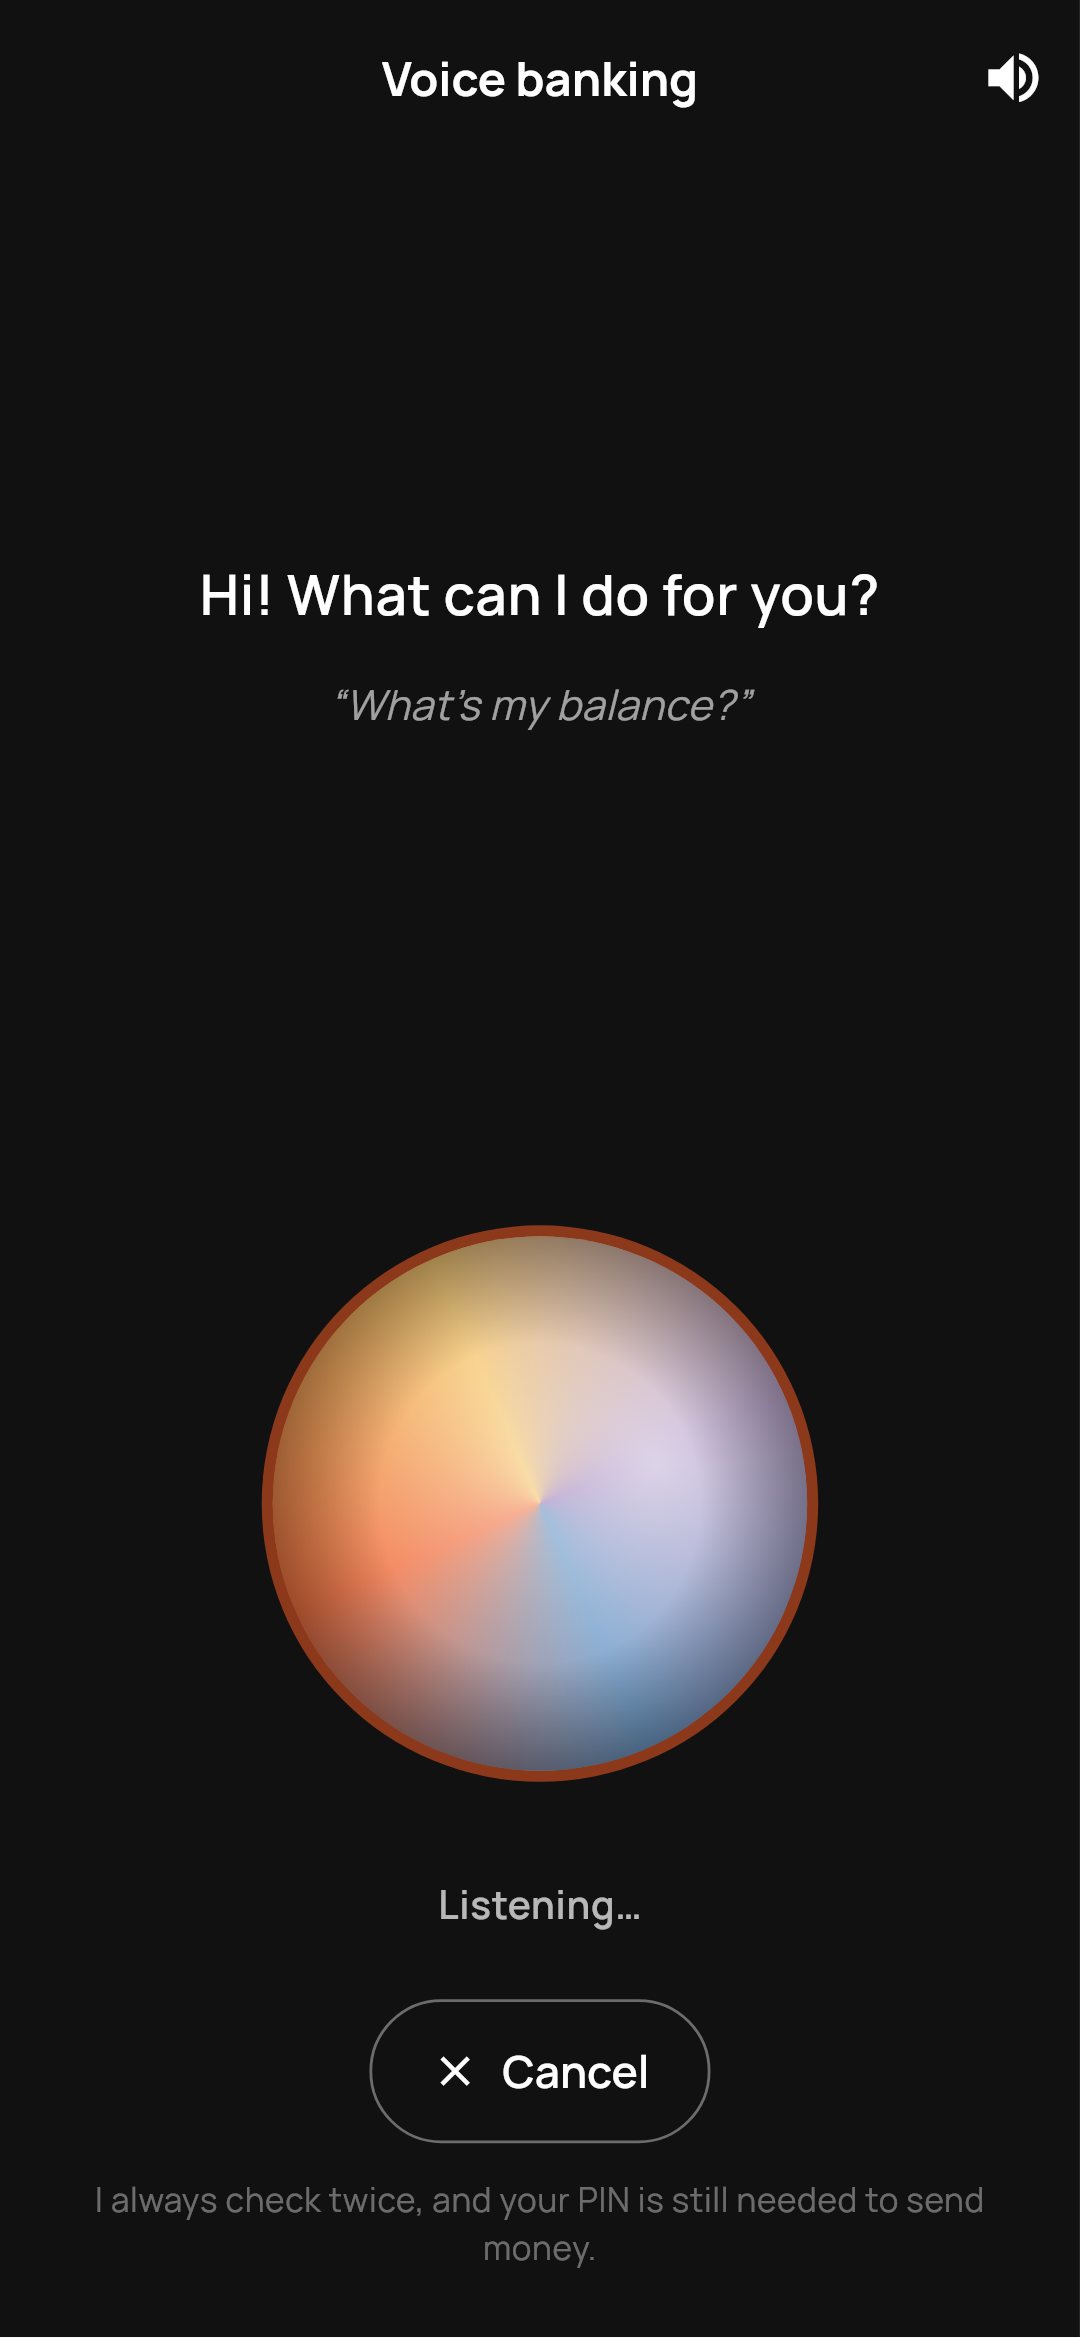 Voice banking
Hi! What can I do for you?
“What’s my balance?”
Listening…
Cancel
I always check twice, and your PIN is still needed to send
money.